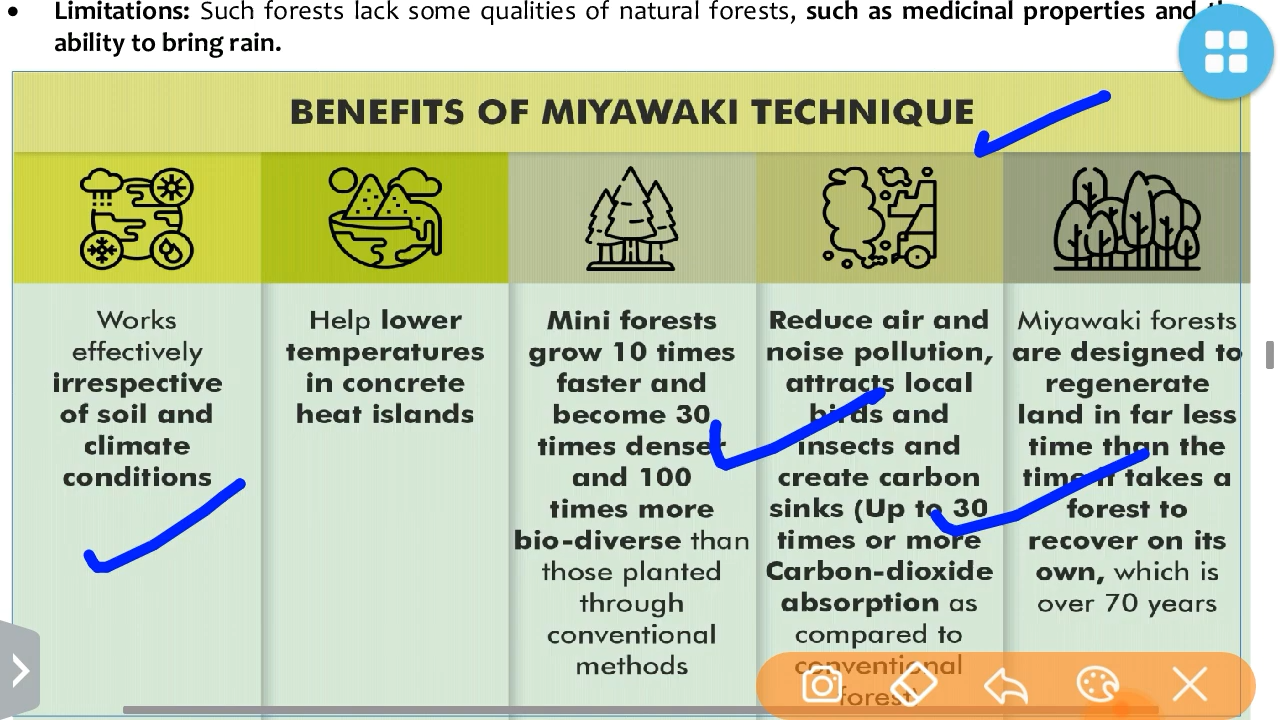 • Limitations: Such forests lack some qualities of natural forests, such as medicinal properties and the
ability to bring rain.
BENEFITS OF MIYAWAKI TECHNIQUE
Works
effectively
irrespective
of soil and
climate
conditions
Help lower
temperatures
in concrete
heat islands
Mini forests
grow 10 times
faster and
become 30
times denser
and 100
times more
bio-diverse than
those planted
through
conventional
methods
Reduce air and
noise pollution,
attracts local
birds and
insects and
create carbon
sinks (Up to 30
times or more
Carbon-dioxide
absorption as
compared to
conventional
forest)
Miyawaki forests
are designed to
regenerate
land in far less
time than the
time it takes a
forest to
recover on its
own, which is
over 70 years